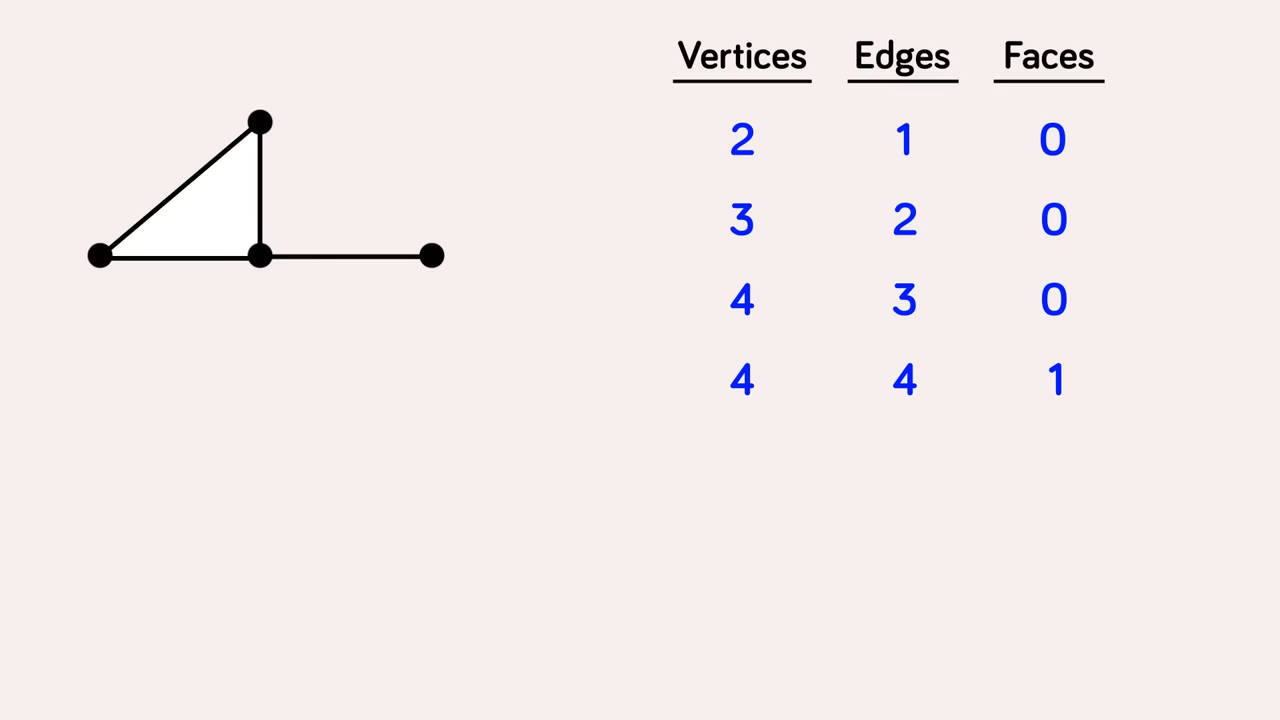 Vertices Edges Faces
2 1 0
3 2 0
4 3 0
4 4 1